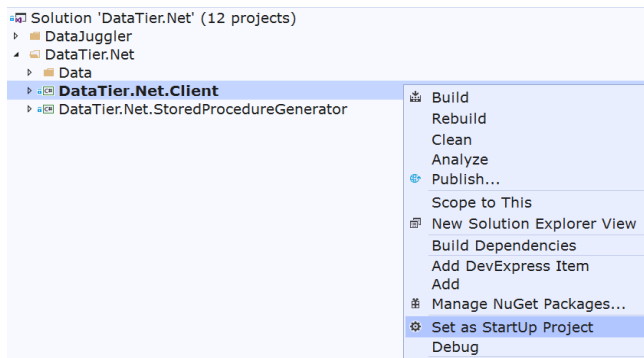 Solution 'DataTier.Net' (12 projects)
DataJuggler
DataTier.Net
Data
DataTier.Net.Client
DataTier.Net.StoredProcedureGenerator
Build
Rebuild
Clean
Analyze
Publish...
Scope to This
New Solution Explorer View
Build Dependencies
Add DevExpress Item
Add
Manage NuGet Packages...
Set as StartUp Project
Debug